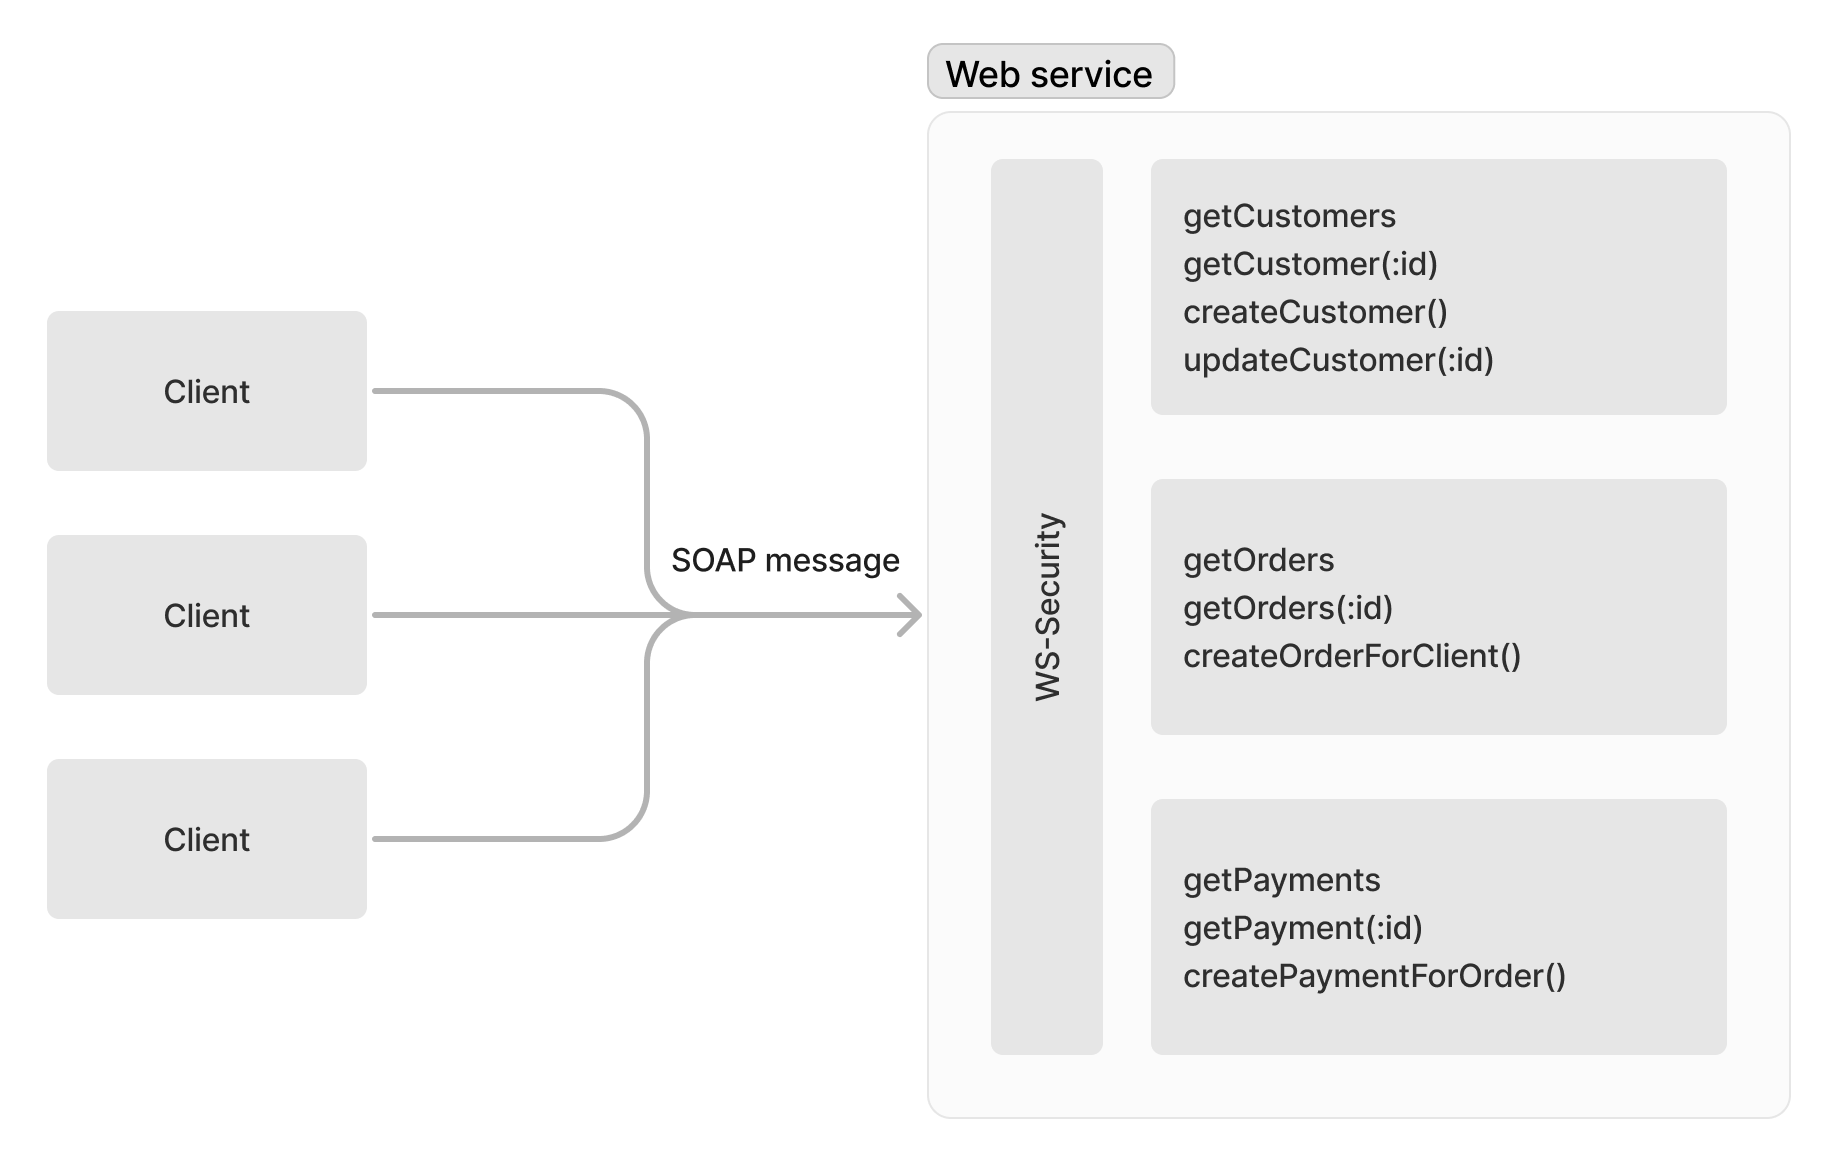 Web service
Client
Client
Client
SOAP message
WS-Security
getCustomers
getCustomer(:id)
createCustomer()
updateCustomer(:id)
getOrders
getOrders(:id)
createOrderForClient()
getPayments
getPayment(:id)
createPaymentForOrder()